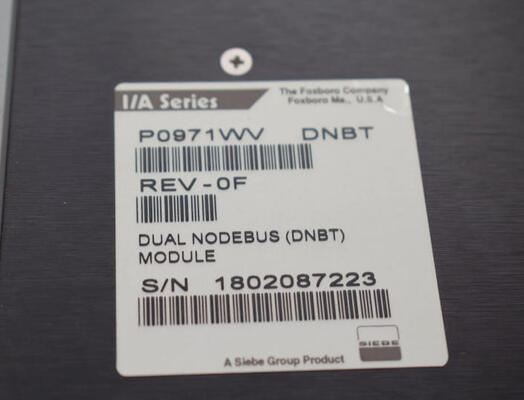 I/A Series
The Foxboro Company
Foxboro Ma., U.S.A
P0971WV DNBT
REV-0F
DUAL NODEBUS (DNBT)
MODULE
S/N 1802087223
SIEBE
A Siebe Group Product